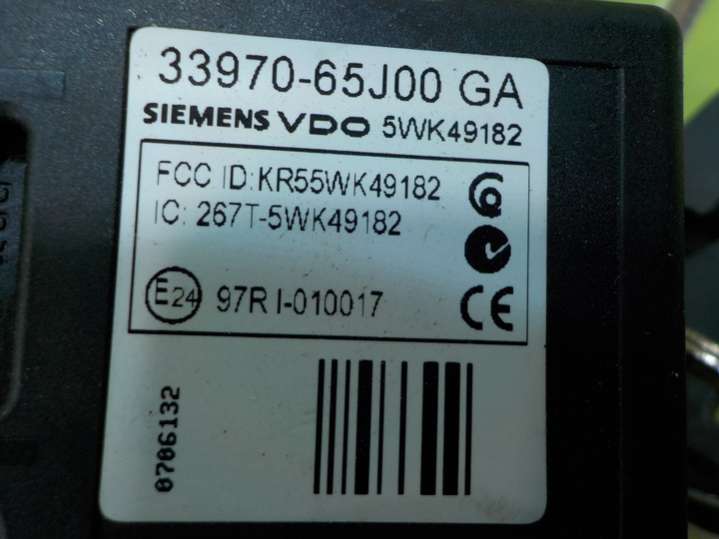 33970-65J00 GA
SIEMENS VDO 5WK49182
FCC ID:KR55WK49182
IC: 267T-5WK49182
E24 97R I-010017
CE
0706132